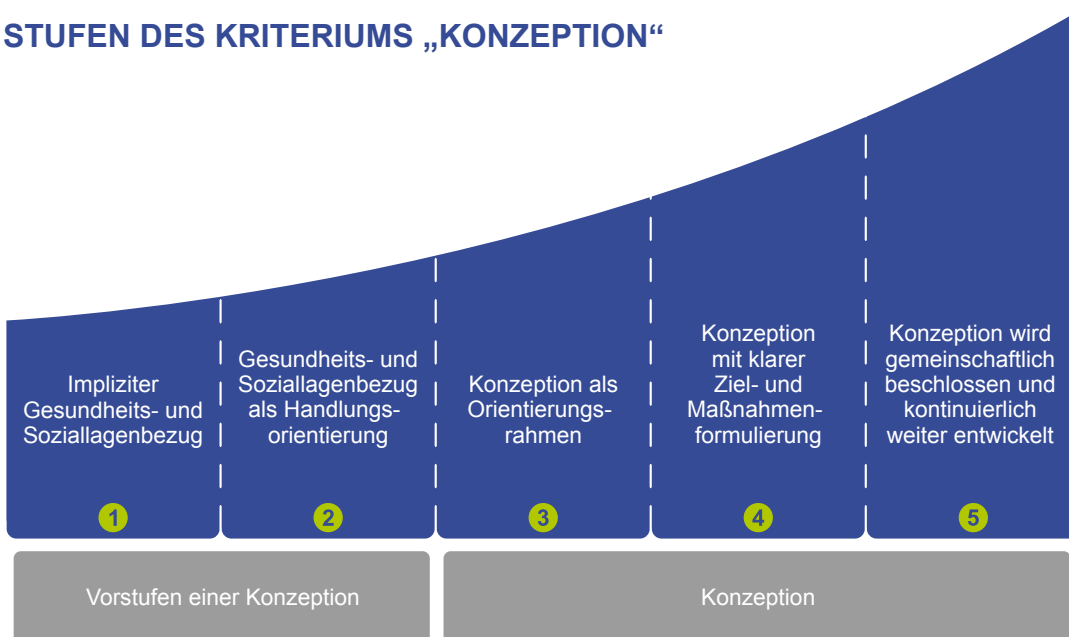 STUFEN DES KRITERIUMS „KONZEPTION“
Impliziter
Gesundheits- und
Soziallagenbezug
1
Gesundheits- und
Soziallagenbezug
als Handlungs-
orientierung
2
Konzeption als
Orientierungs-
rahmen
3
Konzeption
mit klarer
Ziel- und
Maßnahmen-
formulierung
4
Konzeption wird
gemeinschaftlich
beschlossen und
kontinuierlich
weiter entwickelt
5
Vorstufen einer Konzeption
Konzeption